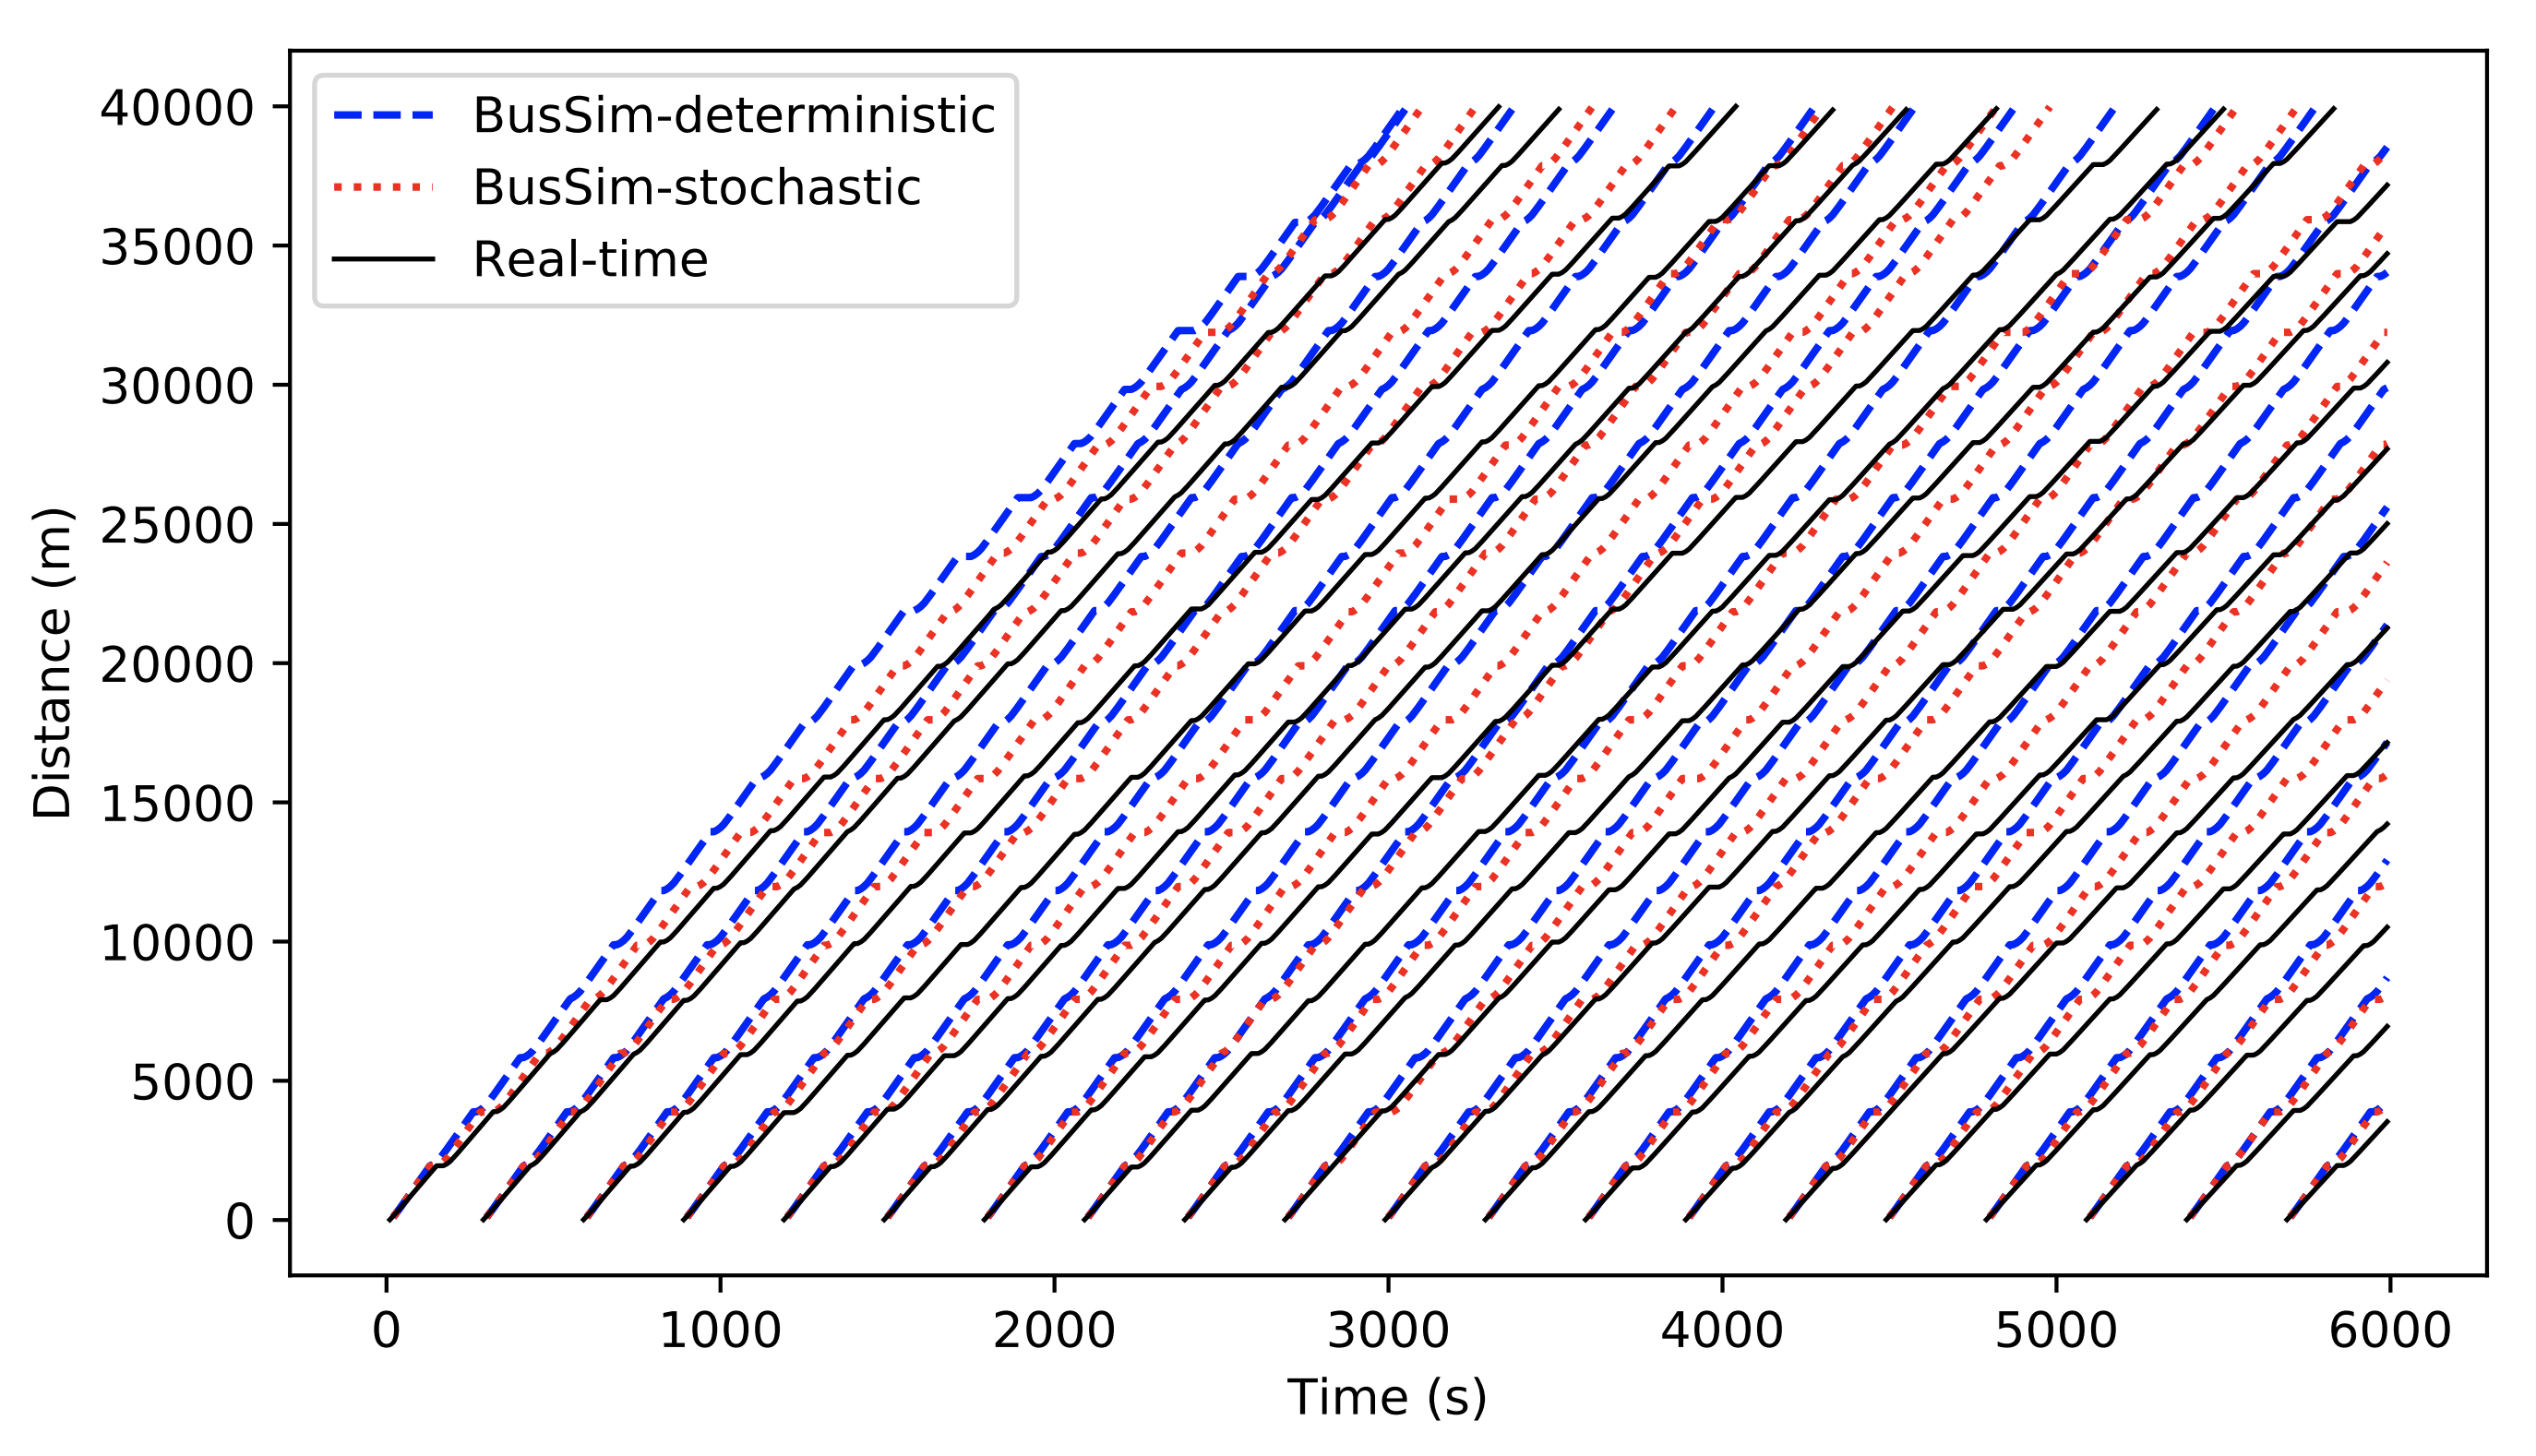 BusSim-deterministic
BusSim-stochastic
Real-time
40000
35000
30000
25000
20000
15000
10000
5000
0
Distance (m)
0 1000 2000 3000 4000 5000 6000
Time (s)